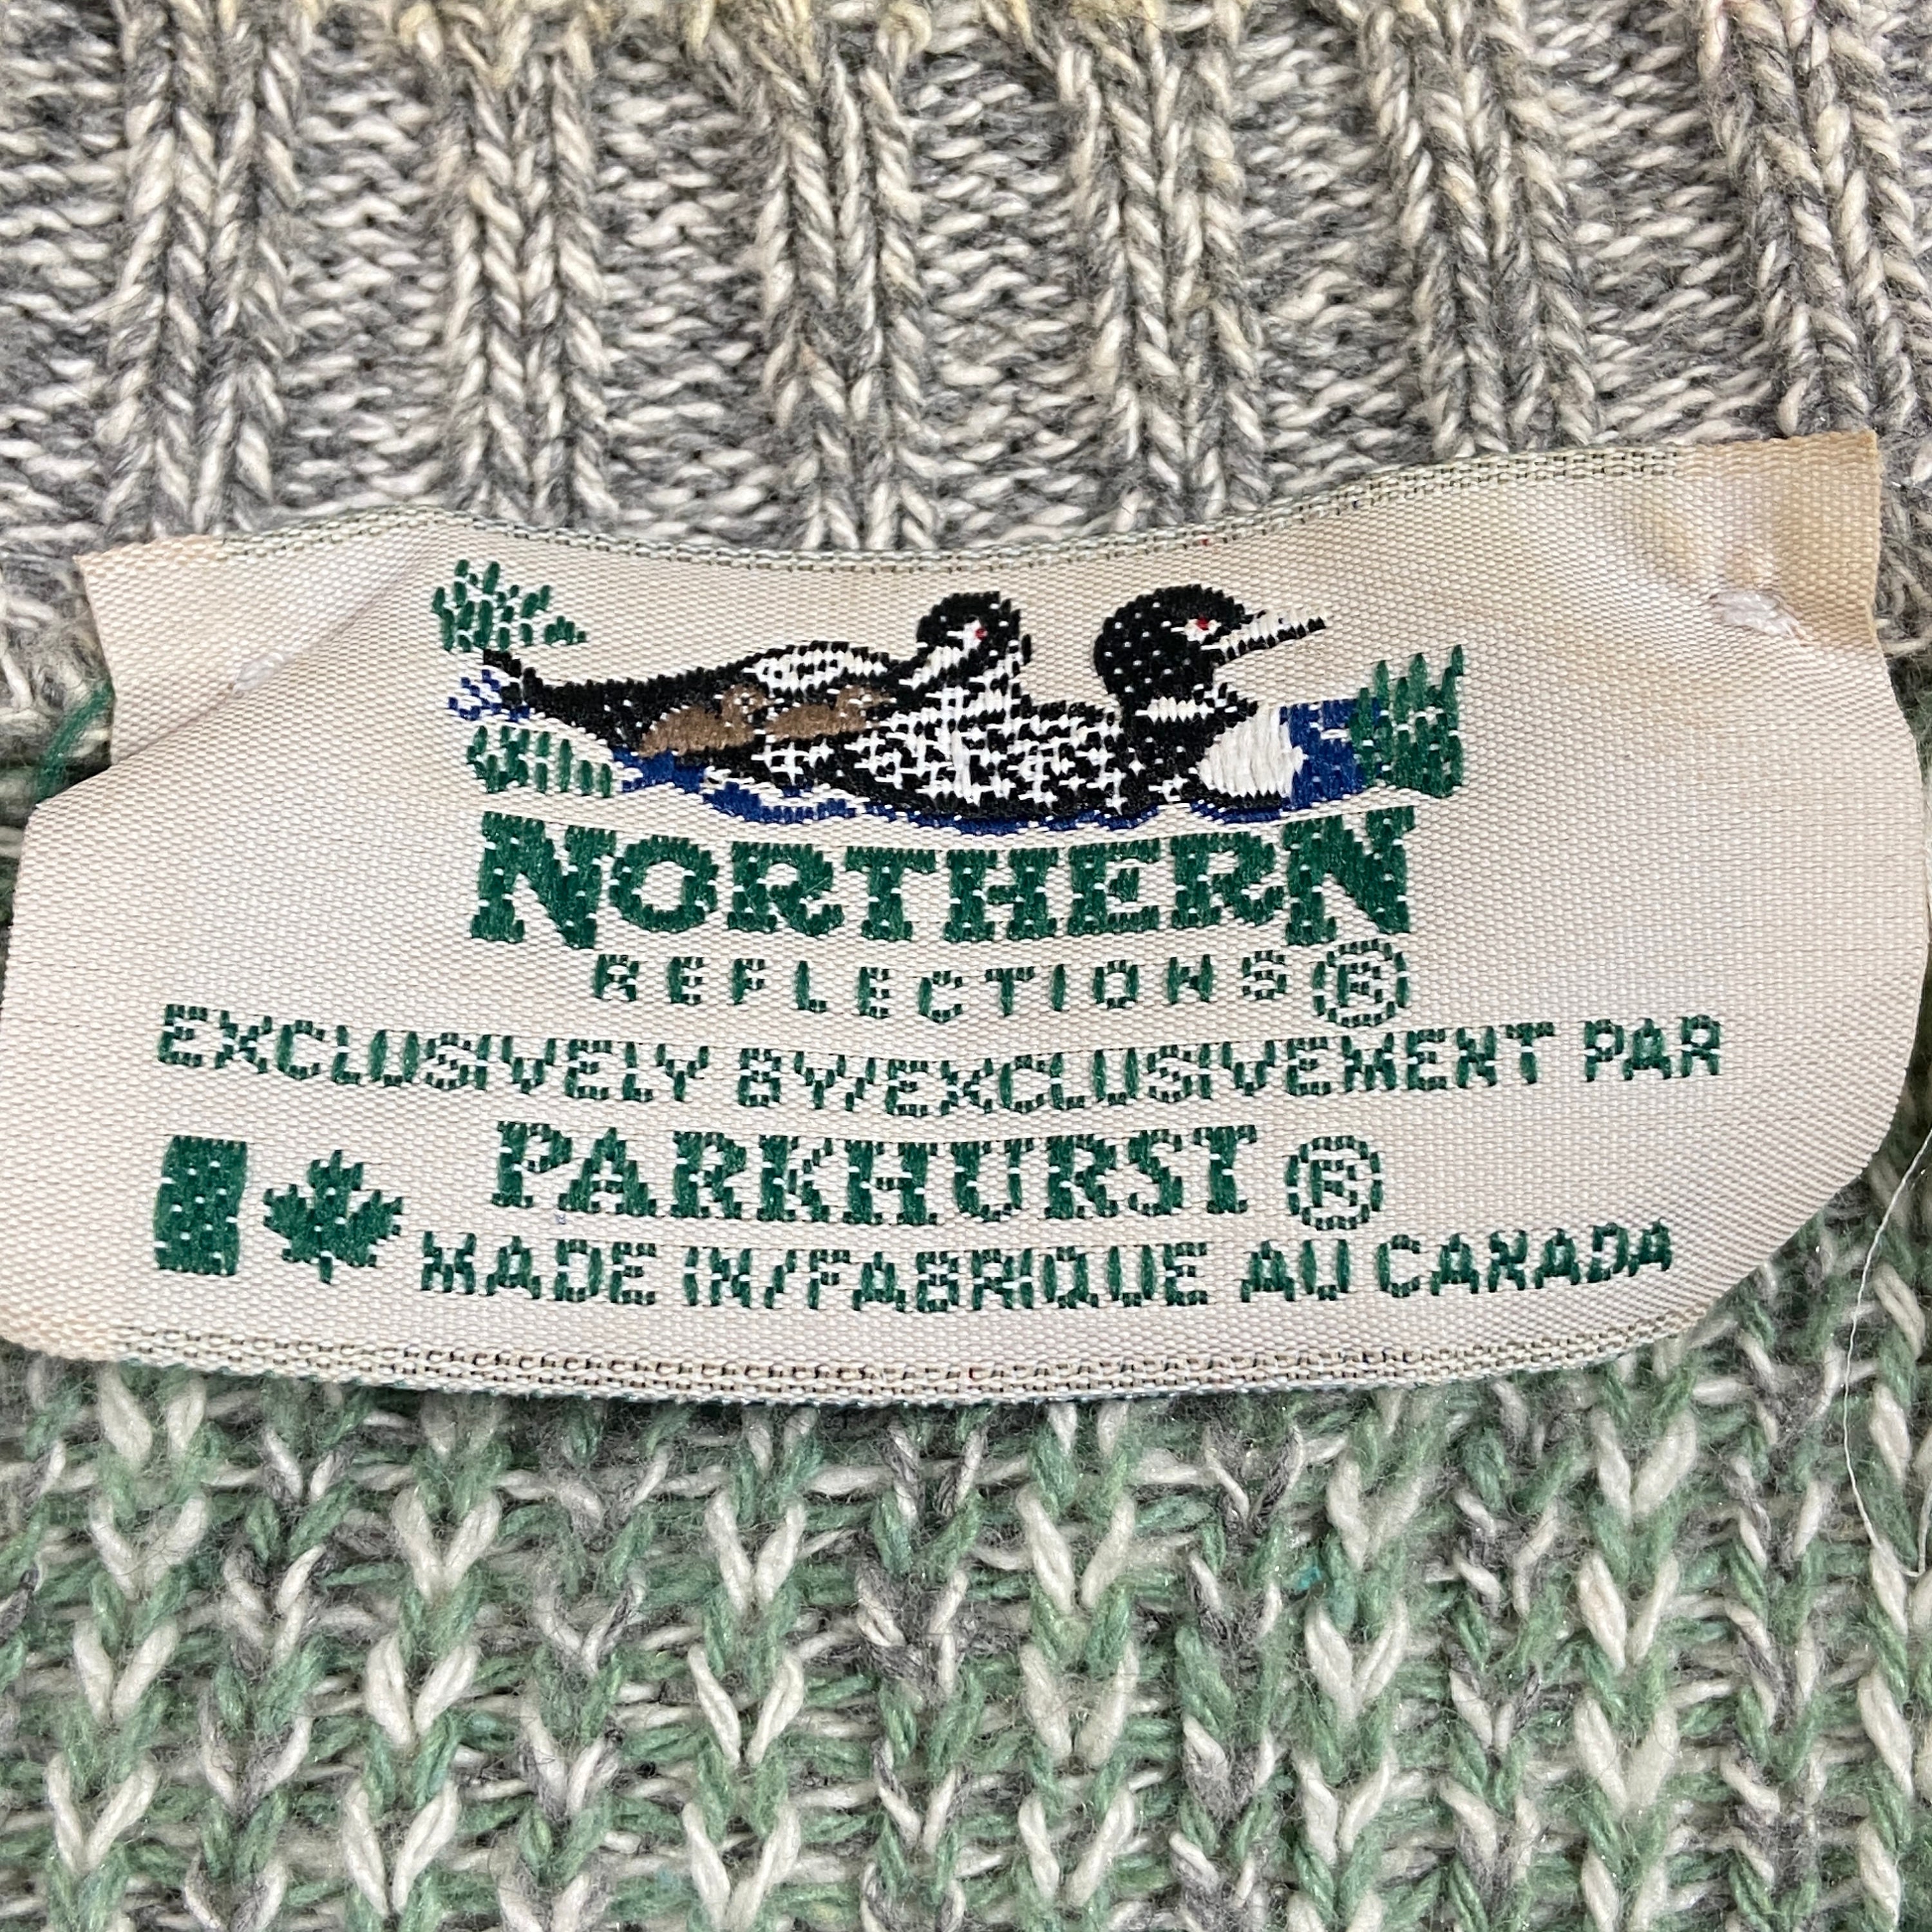 NORTHERN
REFLECTIONS®
EXCLUSIVELY BY/EXCLUSIVEMENT PAR
PARKHURST®
MADE IN/FABRIQUE AU CANADA